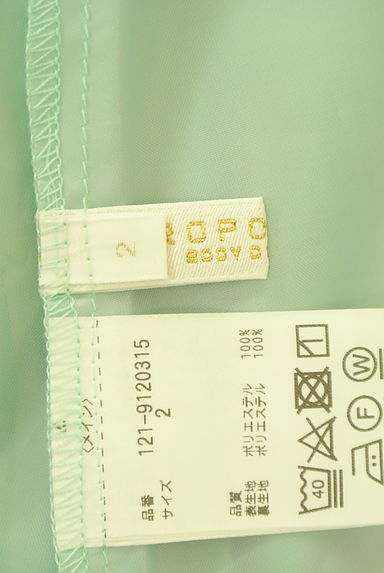 2
ROPO
BODY D
〈メイン〉
品番 121-9120315
サイズ 2
品質
表生地 ポリエステル 100%
裏生地 ポリエステル 100%
40
W
F